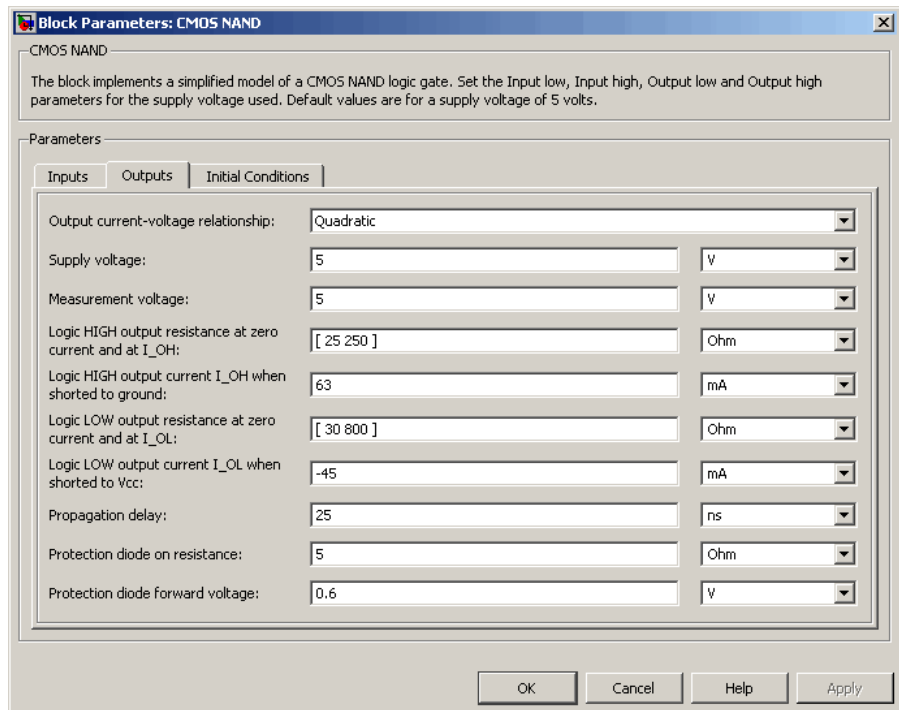 Block Parameters: CMOS NAND
CMOS NAND
The block implements a simplified model of a CMOS NAND logic gate. Set the Input low, Input high, Output low and Output high
parameters for the supply voltage used. Default values are for a supply voltage of 5 volts.
Parameters
Inputs Outputs Initial Conditions
Output current-voltage relationship: Quadratic
Supply voltage: 5 V
Measurement voltage: 5 V
Logic HIGH output resistance at zero
current and at I_OH: [ 25 250 ] Ohm
Logic HIGH output current I_OH when
shorted to ground: 63 mA
Logic LOW output resistance at zero
current and at I_OL: [ 30 800 ] Ohm
Logic LOW output current I_OL when
shorted to Vcc: -45 mA
Propagation delay: 25 ns
Protection diode on resistance: 5 Ohm
Protection diode forward voltage: 0.6 V
OK Cancel Help Apply